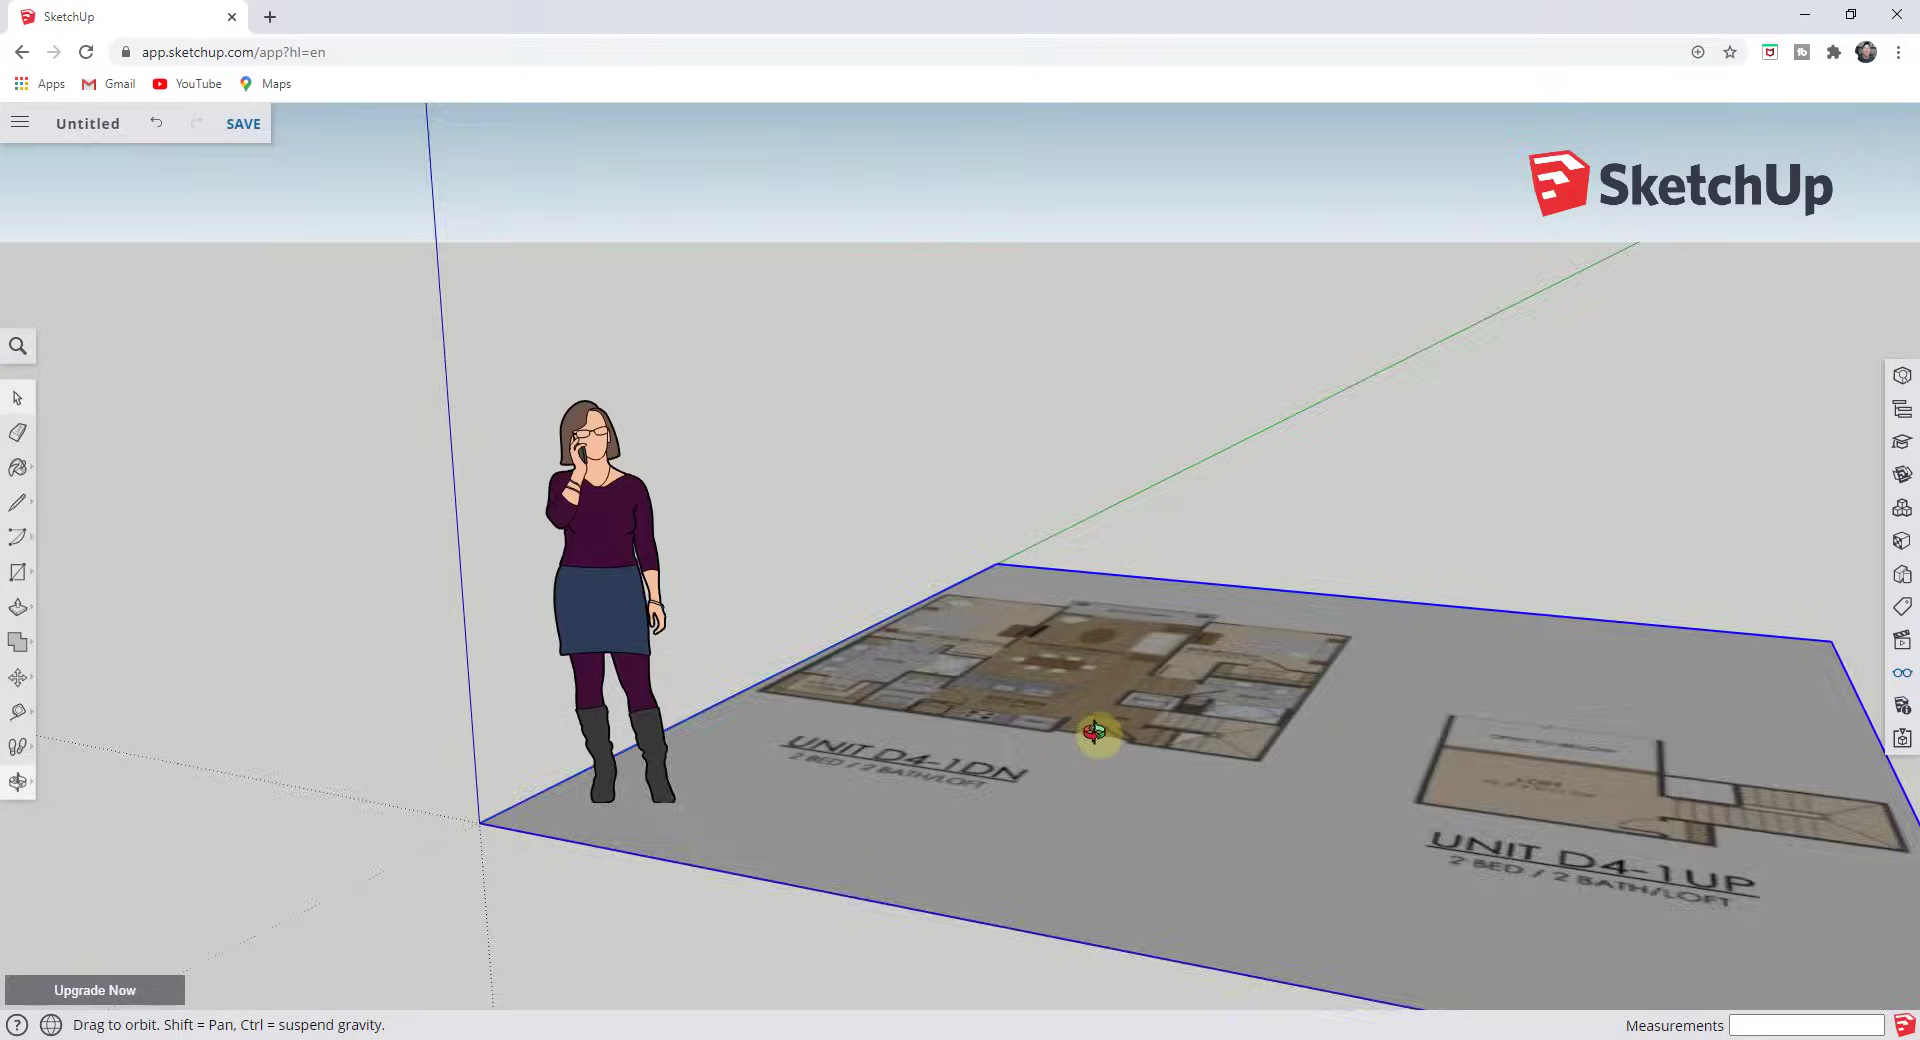 SketchUp
app.sketchup.com/app?hl=en
Apps Gmail YouTube Maps
Untitled SAVE
SketchUp
UNIT D4-1DN
2 BED / 2 BATH/LOFT
UNIT D4-1UP
2 BED / 2 BATH/LOFT
Upgrade Now
Drag to orbit. Shift = Pan, Ctrl = suspend gravity.
Measurements